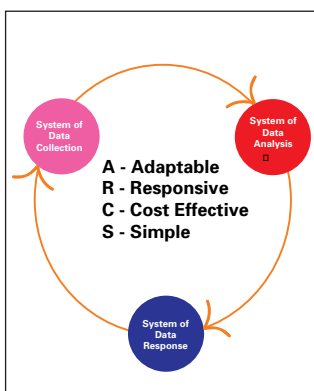 System of
Data
Collection
System of
Data
Analysis
A - Adaptable
R - Responsive
C - Cost Effective
S - Simple
System of
Data
Response